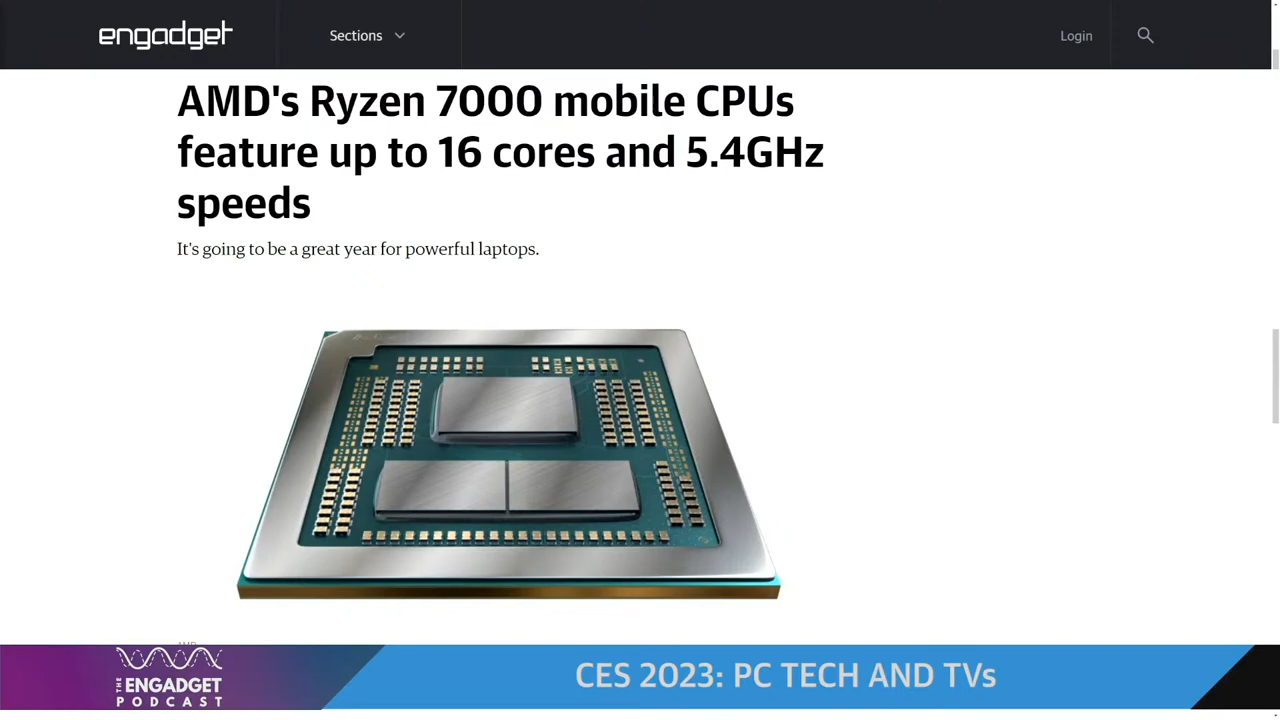 engadget
Sections
Login
AMD's Ryzen 7000 mobile CPUs
feature up to 16 cores and 5.4GHz
speeds
It's going to be a great year for powerful laptops.
THE ENGADGET
PODCAST
CES 2023: PC TECH AND TVs